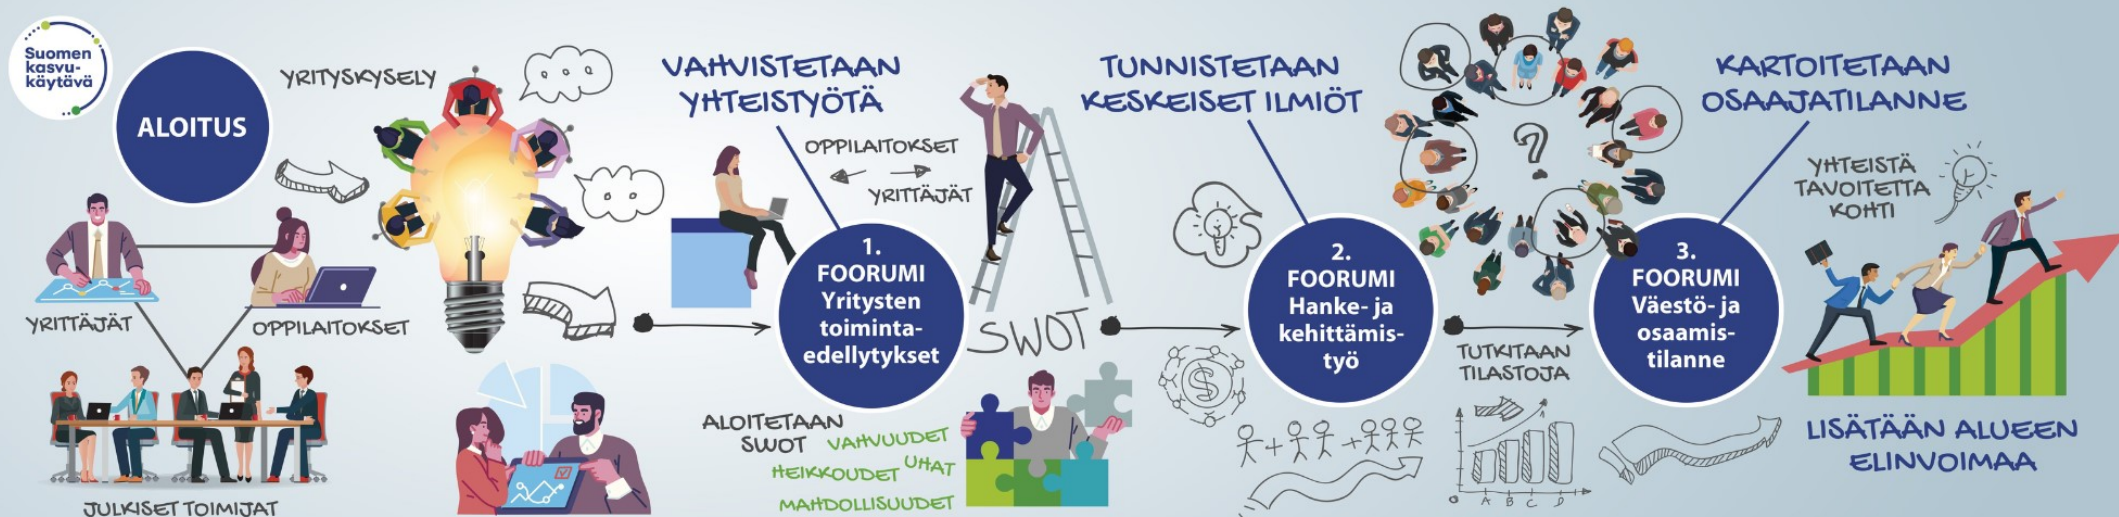 Suomen
kasvu-
käytävä
ALOITUS
YRITYSKYSELY
YRITTÄJÄT
OPPILAITOKSET
JULKISET TOIMIJAT
VAHVISTETAAN
YHTEISTYÖTÄ
OPPILAITOKSET
YRITTÄJÄT
1.
FOORUMI
Yritysten
toiminta-
edellytykset
SWOT
ALOITETAAN
SWOT
VAHVUUDET
HEIKKOUDET
UHAT
MAHDOLLISUUDET
TUNNISTETAAN
KESKEISET ILMIÖT
2.
FOORUMI
Hanke- ja
kehittämis-
työ
$
?
TUTKITAAN
TILASTOJA
0 A B C D
KARTOITETAAN
OSAAJATILANNE
3.
FOORUMI
Väestö- ja
osaamis-
tilanne
YHTEISTÄ
TAVOITETTA
KOHTI
LISÄTÄÄN ALUEEN
ELINVOIMAA